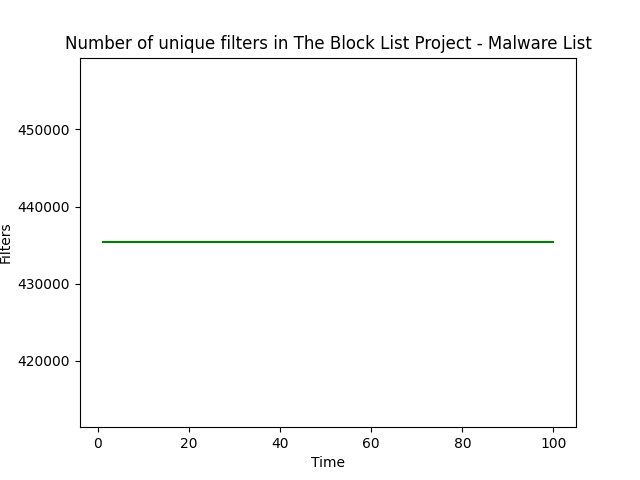 Number of unique filters in The Block List Project - Malware List
450000
440000
430000
420000
Filters
0 20 40 60 80 100
Time